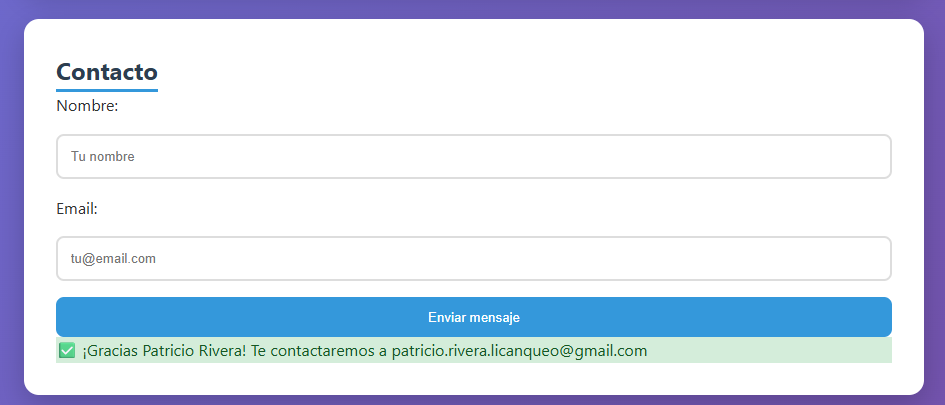 Contacto
Nombre:
Tu nombre
Email:
tu@email.com
Enviar mensaje
✅ ¡Gracias Patricio Rivera! Te contactaremos a patricio.rivera.licanqueo@gmail.com